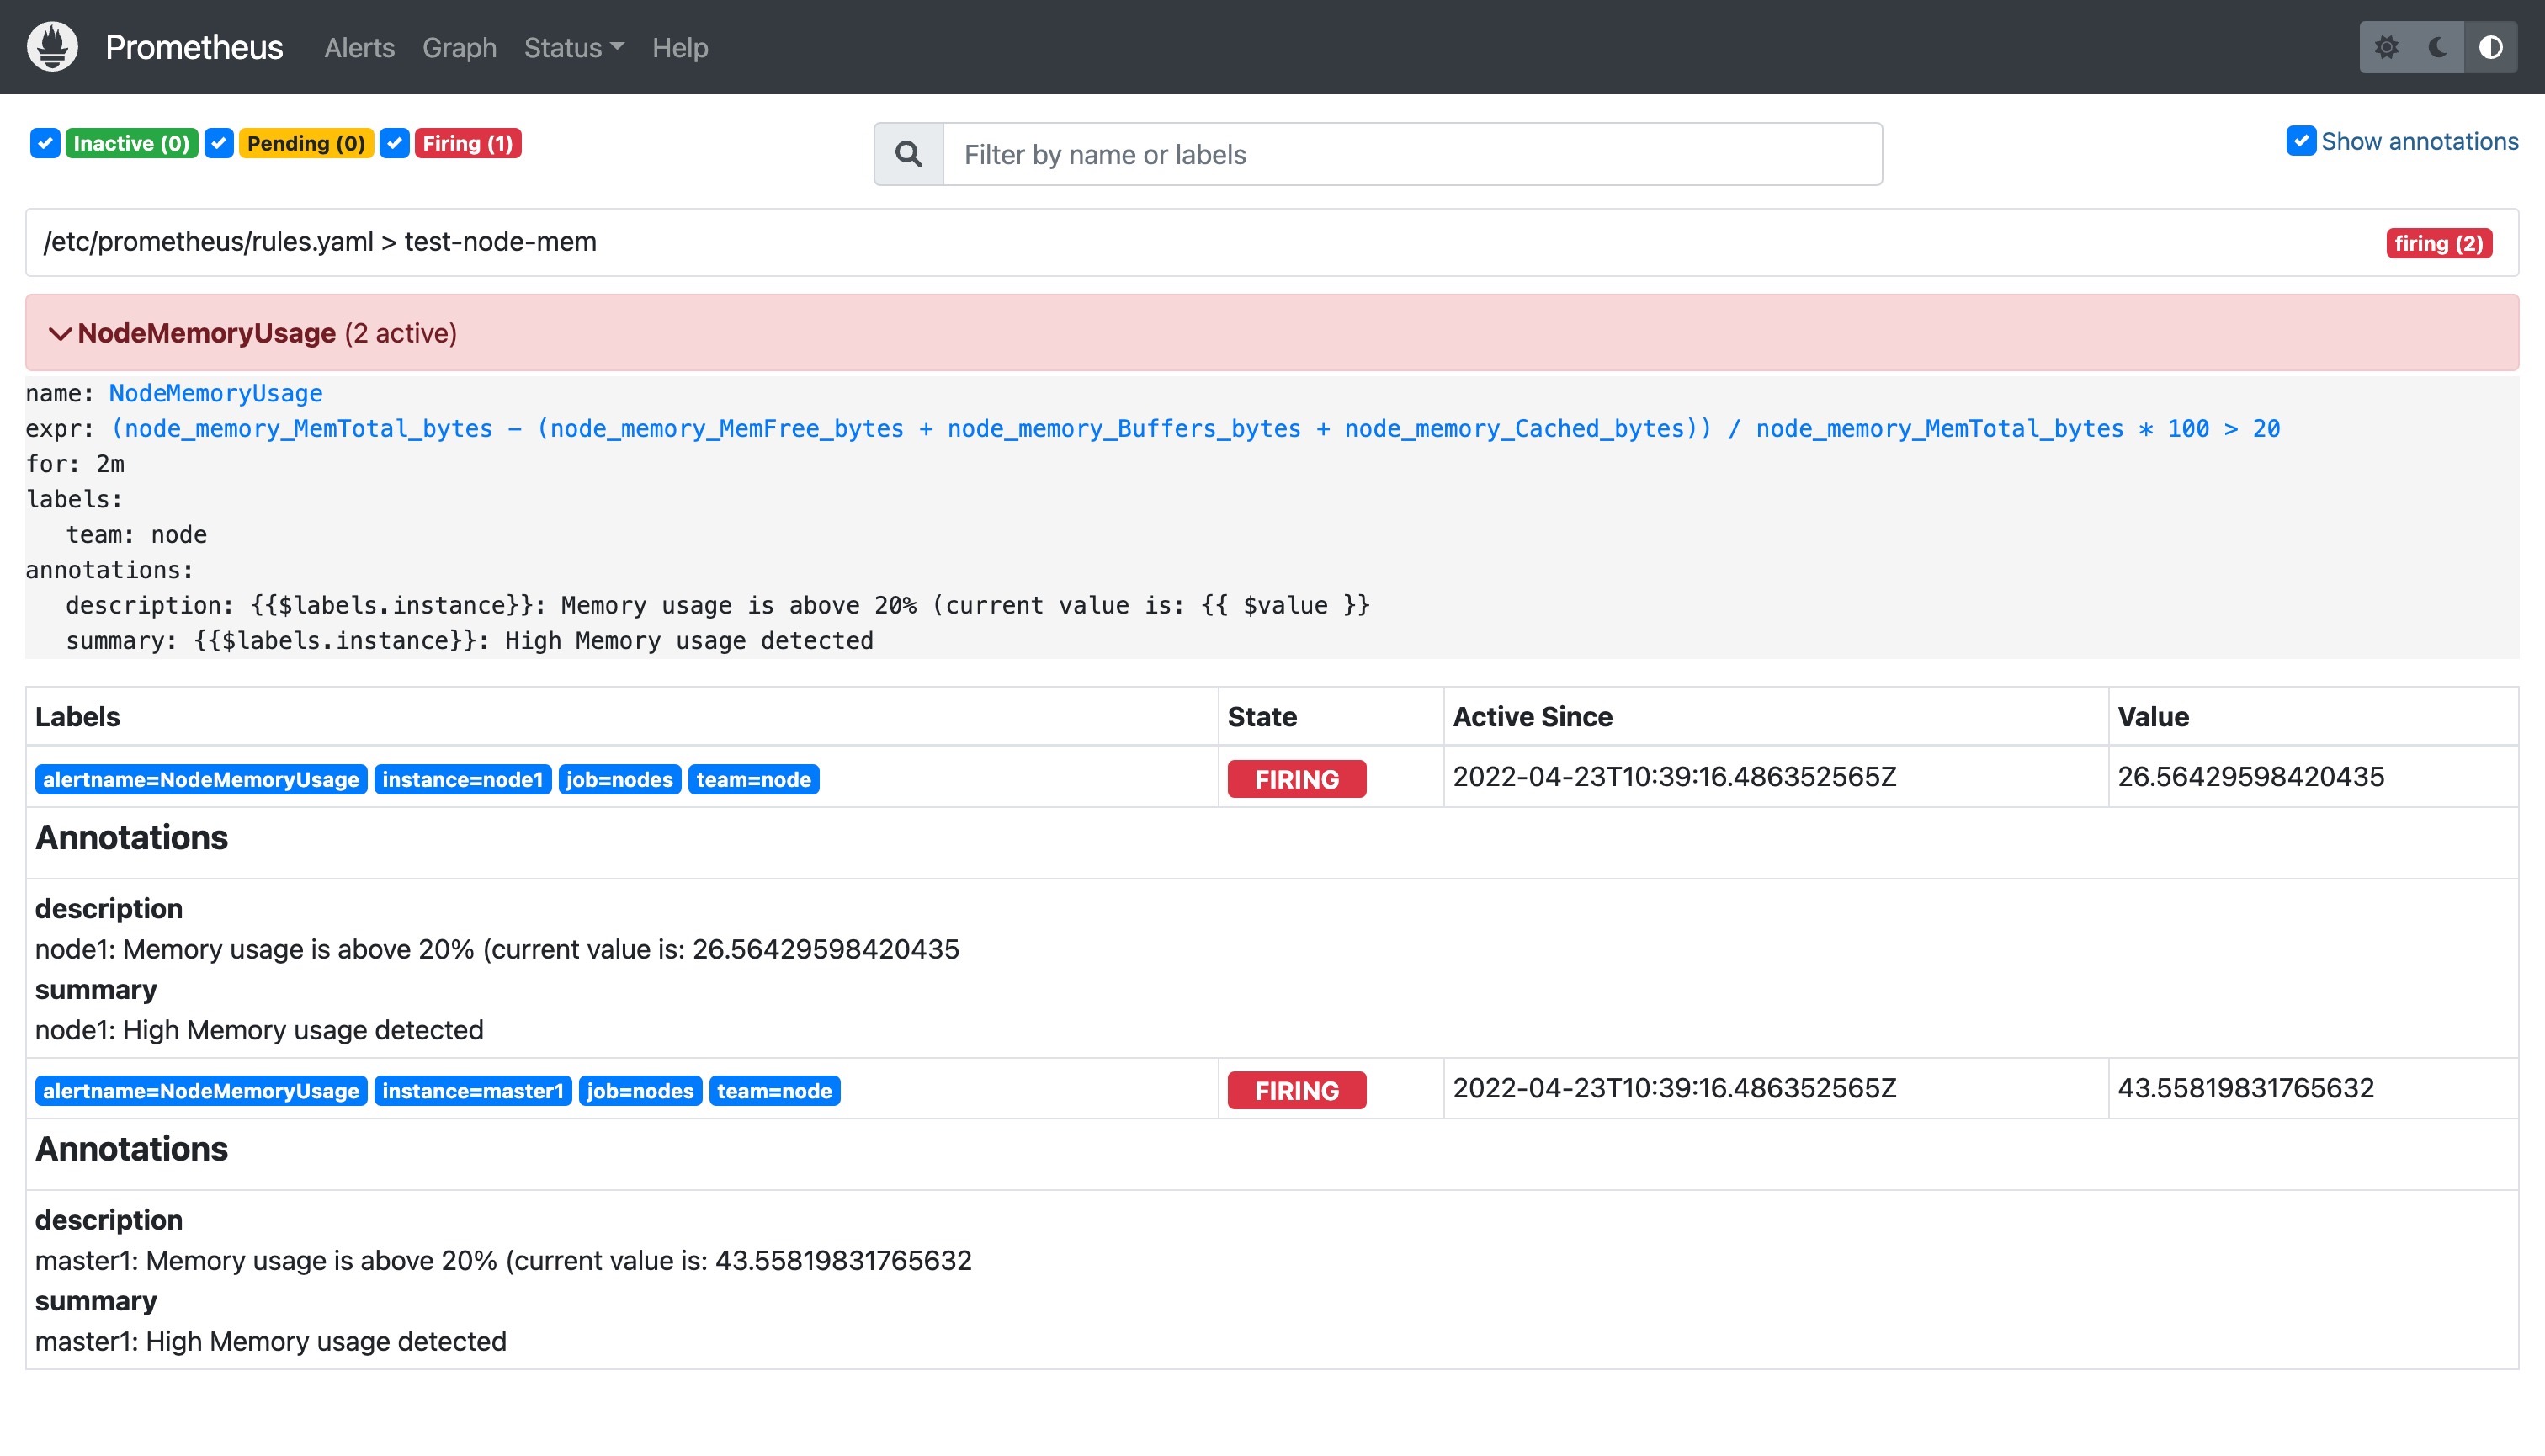 Prometheus Alerts Graph Status Help
Inactive (0) Pending (0) Firing (1) Filter by name or labels Show annotations
/etc/prometheus/rules.yaml > test-node-mem firing (2)
NodeMemoryUsage (2 active)
name: NodeMemoryUsage
expr: (node_memory_MemTotal_bytes - (node_memory_MemFree_bytes + node_memory_Buffers_bytes + node_memory_Cached_bytes)) / node_memory_MemTotal_bytes * 100 > 20
for: 2m
labels:
team: node
annotations:
description: {{$labels.instance}}: Memory usage is above 20% (current value is: {{ $value }}
summary: {{$labels.instance}}: High Memory usage detected
Labels State Active Since Value
alertname=NodeMemoryUsage instance=node1 job=nodes team=node FIRING 2022-04-23T10:39:16.486352565Z 26.56429598420435
Annotations
description
node1: Memory usage is above 20% (current value is: 26.56429598420435
summary
node1: High Memory usage detected
alertname=NodeMemoryUsage instance=master1 job=nodes team=node FIRING 2022-04-23T10:39:16.486352565Z 43.55819831765632
Annotations
description
master1: Memory usage is above 20% (current value is: 43.55819831765632
summary
master1: High Memory usage detected